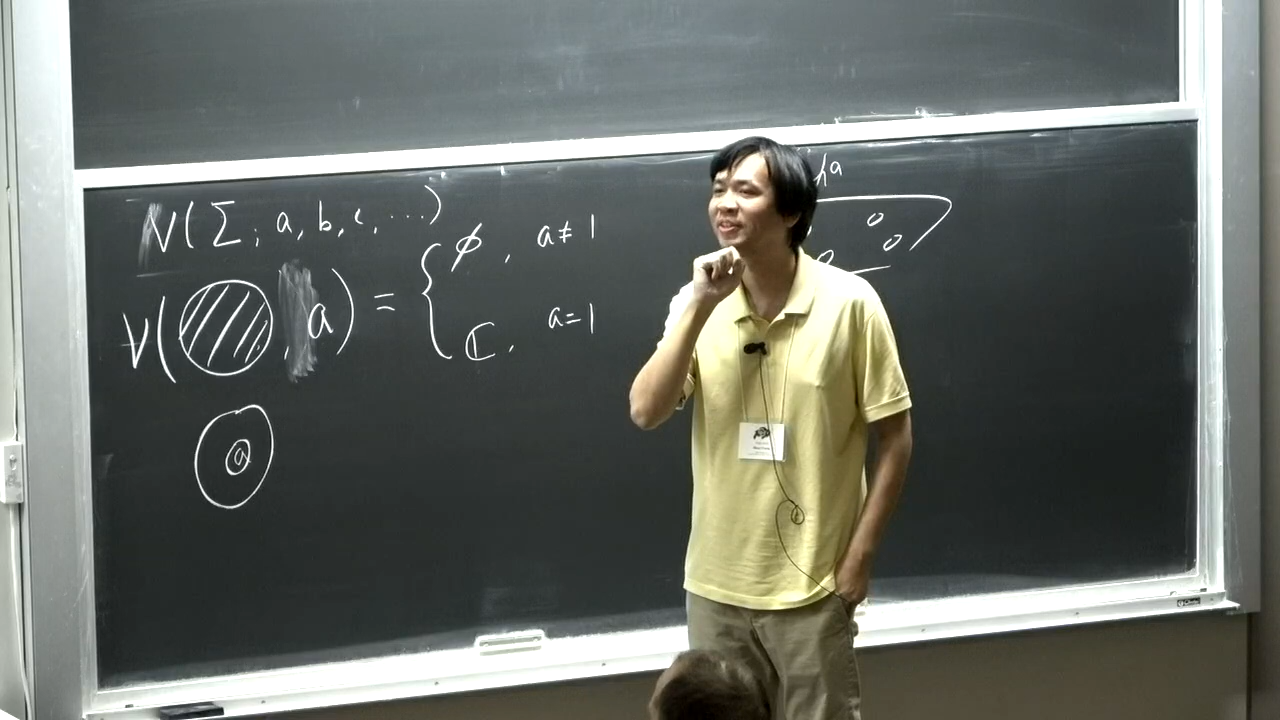 V(Σ; a, b, c, ...)
V( , a) = { ∅, a ≠ 1
ℂ, a = 1
a